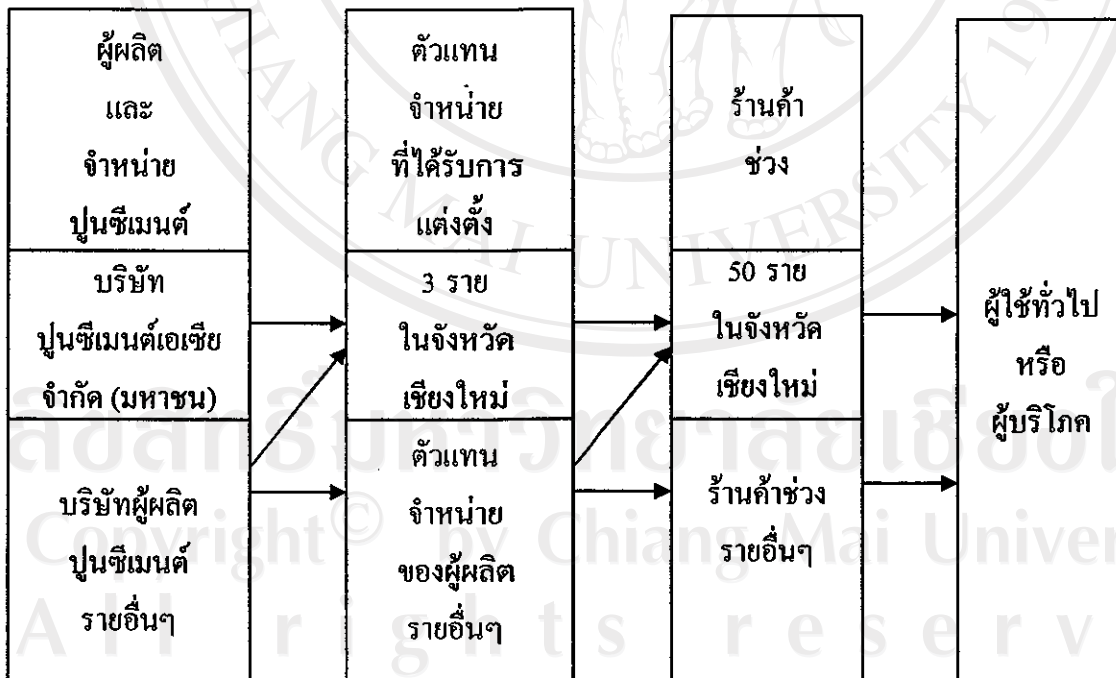 ผู้ผลิต
และ
จำหน่าย
ปูนซีเมนต์
บริษัท
ปูนซีเมนต์เอเซีย
จำกัด (มหาชน)
บริษัทผู้ผลิต
ปูนซีเมนต์
รายอื่นๆ
ตัวแทน
จำหน่าย
ที่ได้รับการ
แต่งตั้ง
3 ราย
ในจังหวัด
เชียงใหม่
ตัวแทน
จำหน่าย
ของผู้ผลิต
รายอื่นๆ
ร้านค้า
ช่วง
50 ราย
ในจังหวัด
เชียงใหม่
ร้านค้าช่วง
รายอื่นๆ
ผู้ใช้ทั่วไป
หรือ
ผู้บริโภค
CHIANG MAI UNIVERSITY
Copyright© by Chiang Mai Univer
All rights reserv